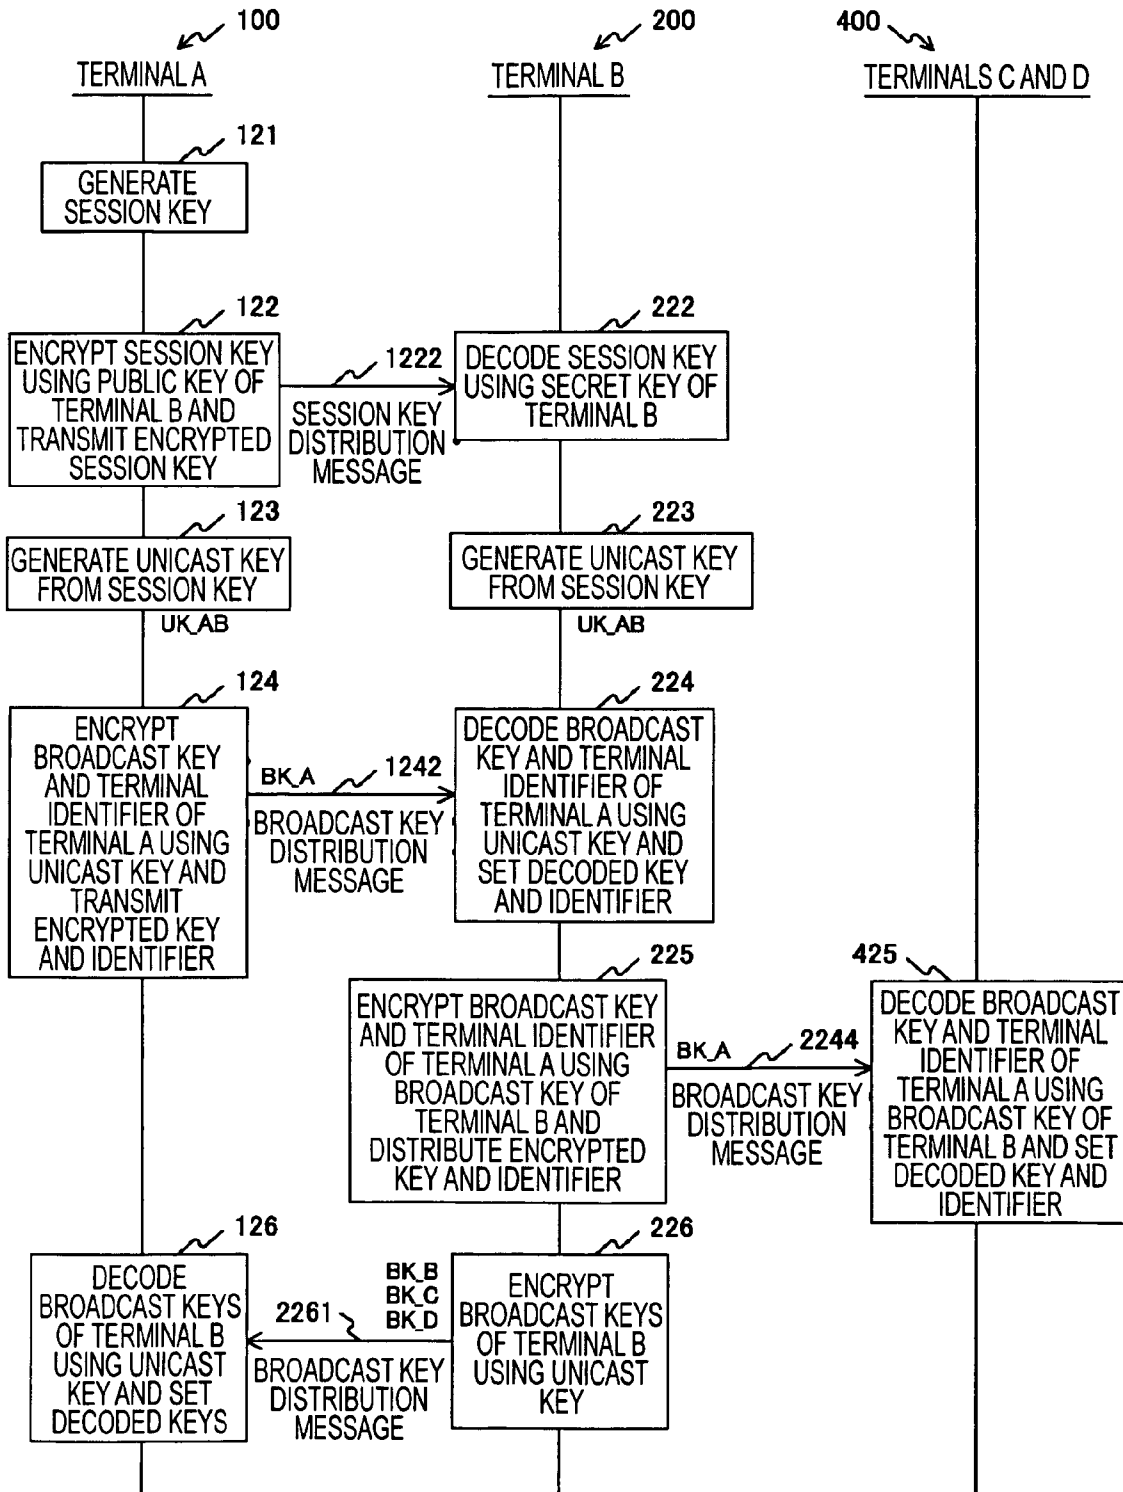 100
200
400
TERMINAL A
TERMINAL B
TERMINALS C AND D
121
GENERATE
SESSION KEY
122
ENCRYPT SESSION KEY
USING PUBLIC KEY OF
TERMINAL B AND
TRANSMIT ENCRYPTED
SESSION KEY
1222
SESSION KEY
DISTRIBUTION
MESSAGE
222
DECODE SESSION KEY
USING SECRET KEY OF
TERMINAL B
123
GENERATE UNICAST KEY
FROM SESSION KEY
UK_AB
223
GENERATE UNICAST KEY
FROM SESSION KEY
UK_AB
124
ENCRYPT
BROADCAST KEY
AND TERMINAL
IDENTIFIER OF
TERMINAL A USING
UNICAST KEY AND
TRANSMIT
ENCRYPTED KEY
AND IDENTIFIER
BK_A
1242
BROADCAST KEY
DISTRIBUTION
MESSAGE
224
DECODE BROADCAST
KEY AND TERMINAL
IDENTIFIER OF
TERMINAL A USING
UNICAST KEY AND
SET DECODED KEY
AND IDENTIFIER
225
ENCRYPT BROADCAST KEY
AND TERMINAL IDENTIFIER
OF TERMINAL A USING
BROADCAST KEY OF
TERMINAL B AND
DISTRIBUTE ENCRYPTED
KEY AND IDENTIFIER
BK_A
2244
BROADCAST KEY
DISTRIBUTION
MESSAGE
425
DECODE BROADCAST
KEY AND TERMINAL
IDENTIFIER OF
TERMINAL A USING
BROADCAST KEY OF
TERMINAL B AND SET
DECODED KEY AND
IDENTIFIER
126
DECODE
BROADCAST KEYS
OF TERMINAL B
USING UNICAST
KEY AND SET
DECODED KEYS
BK_B
BK_C
BK_D
2261
BROADCAST KEY
DISTRIBUTION
MESSAGE
226
ENCRYPT
BROADCAST KEYS
OF TERMINAL B
USING UNICAST
KEY